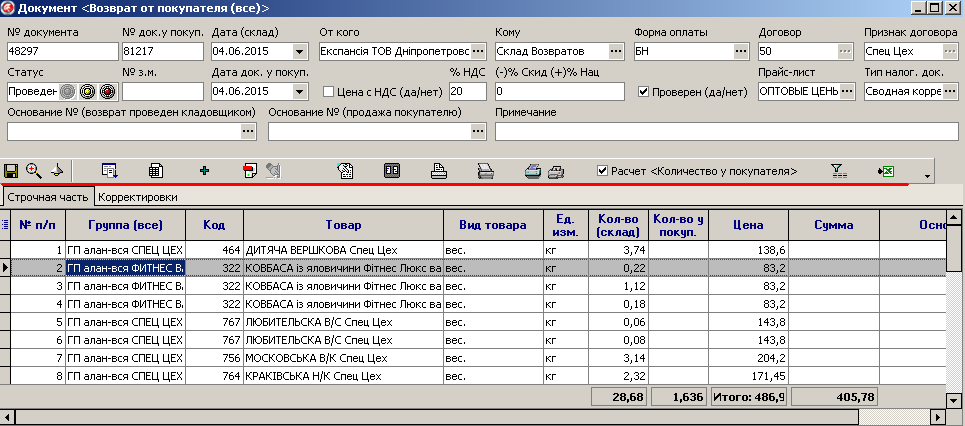 Документ <Возврат от покупателя (все)>
№ документа № док.у покуп. Дата (склад) От кого Кому Форма оплаты Договор Признак договора
48297 81217 04.06.2015 Експансія ТОВ Дніпропетровс ... Склад Возвратов ... БН ... 50 ... Спец Цех ...
Статус № з.м. Дата док. у покуп. % НДС (-)% Скид (+)% Нац Прайс-лист Тип налог. док.
Проведен 04.06.2015 Цена с НДС (да/нет) 20 0 Проверен (да/нет) ОПТОВЫЕ ЦЕНЬ ... Сводная корре ...
Основание № (возврат проведен кладовщиком) Основание № (продажа покупателю) Примечание
... ...
Расчет <Количество у покупателя>
Строчная часть Корректировки
№ п/п Группа (все) Код Товар Вид товара Ед. изм. Кол-во (склад) Кол-во у покуп. Цена Сумма Осно
1 ГП алан-вся СПЕЦ ЦЕХ 464 ДИТЯЧА ВЕРШКОВА Спец Цех вес. кг 3,74 138,6
2 ГП алан-вся ФИТНЕС В. 322 КОВБАСА із яловичини Фітнес Люкс ва вес. кг 0,22 83,2
3 ГП алан-вся ФИТНЕС В. 322 КОВБАСА із яловичини Фітнес Люкс ва вес. кг 1,12 83,2
4 ГП алан-вся ФИТНЕС В. 322 КОВБАСА із яловичини Фітнес Люкс ва вес. кг 0,18 83,2
5 ГП алан-вся СПЕЦ ЦЕХ 767 ЛЮБИТЕЛЬСКА В/С Спец Цех вес. кг 0,06 143,8
6 ГП алан-вся СПЕЦ ЦЕХ 767 ЛЮБИТЕЛЬСКА В/С Спец Цех вес. кг 0,08 143,8
7 ГП алан-вся СПЕЦ ЦЕХ 756 МОСКОВСЬКА В/К Спец Цех вес. кг 3,14 204,2
8 ГП алан-вся СПЕЦ ЦЕХ 764 КРАКІВСЬКА Н/К Спец Цех вес. кг 2,32 171,45
28,68 1,636 Итого: 486,9 405,78